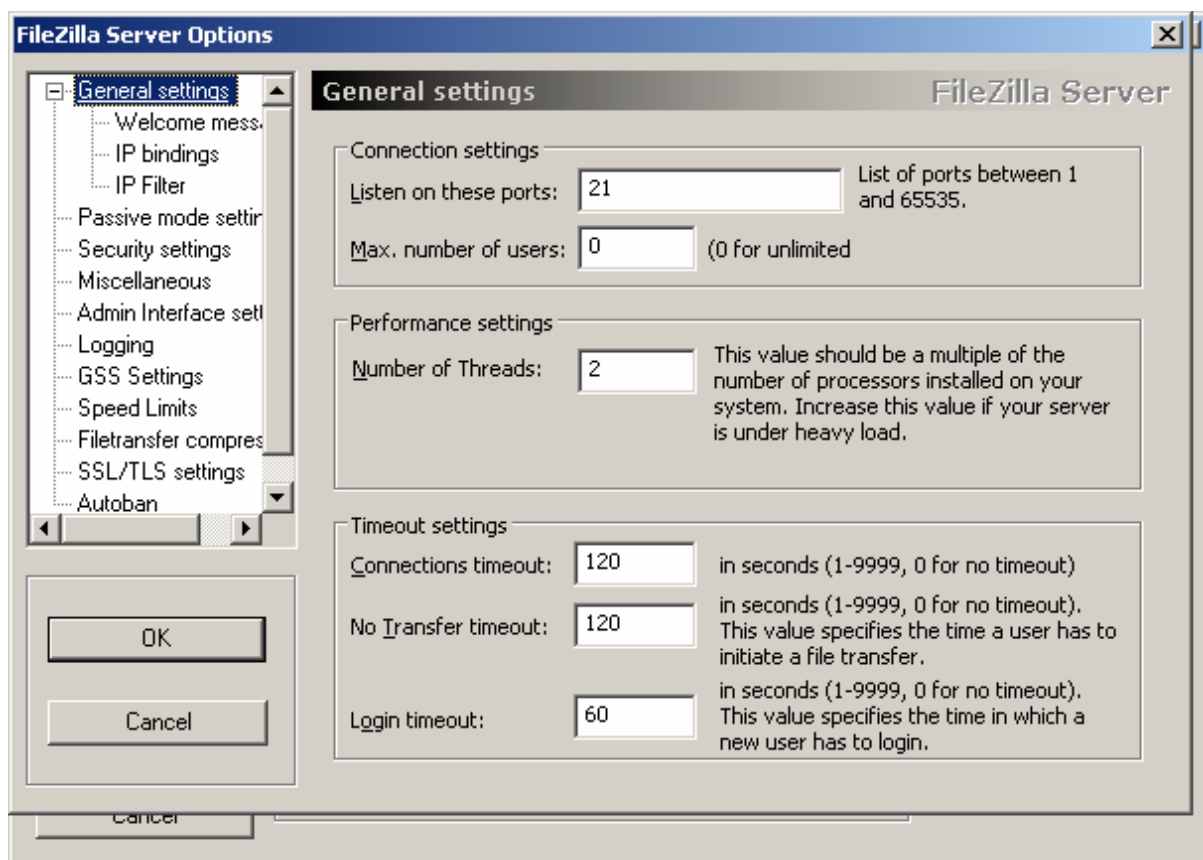 FileZilla Server Options
General settings
Welcome messa
IP bindings
IP Filter
Passive mode settin
Security settings
Miscellaneous
Admin Interface sett
Logging
GSS Settings
Speed Limits
Filetransfer compres
SSL/TLS settings
Autoban
OK
Cancel
General settings
FileZilla Server
Connection settings
Listen on these ports: 21
List of ports between 1
and 65535.
Max. number of users: 0 (0 for unlimited
Performance settings
Number of Threads: 2
This value should be a multiple of the
number of processors installed on your
system. Increase this value if your server
is under heavy load.
Timeout settings
Connections timeout: 120 in seconds (1-9999, 0 for no timeout)
No Transfer timeout: 120
in seconds (1-9999, 0 for no timeout).
This value specifies the time a user has to
initiate a file transfer.
Login timeout: 60
in seconds (1-9999, 0 for no timeout).
This value specifies the time in which a
new user has to login.
Cancel